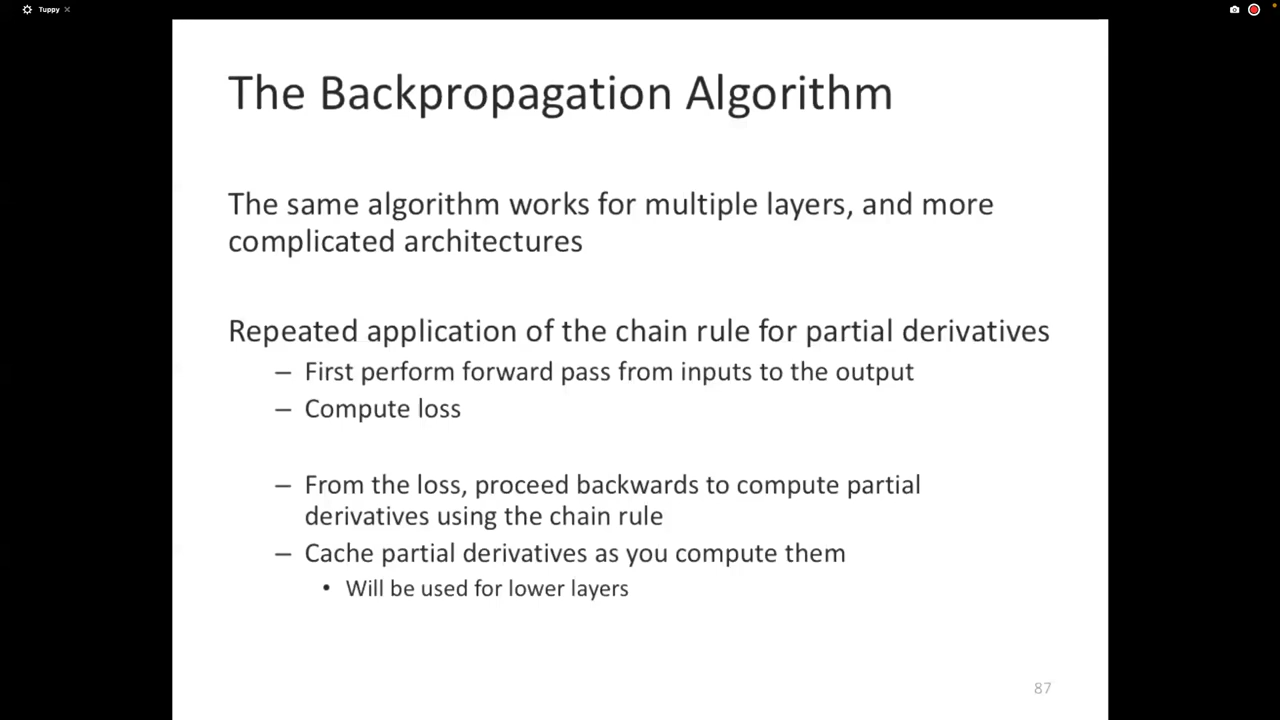 Tuppy
The Backpropagation Algorithm
The same algorithm works for multiple layers, and more
complicated architectures
Repeated application of the chain rule for partial derivatives
– First perform forward pass from inputs to the output
– Compute loss
– From the loss, proceed backwards to compute partial
derivatives using the chain rule
– Cache partial derivatives as you compute them
• Will be used for lower layers
87